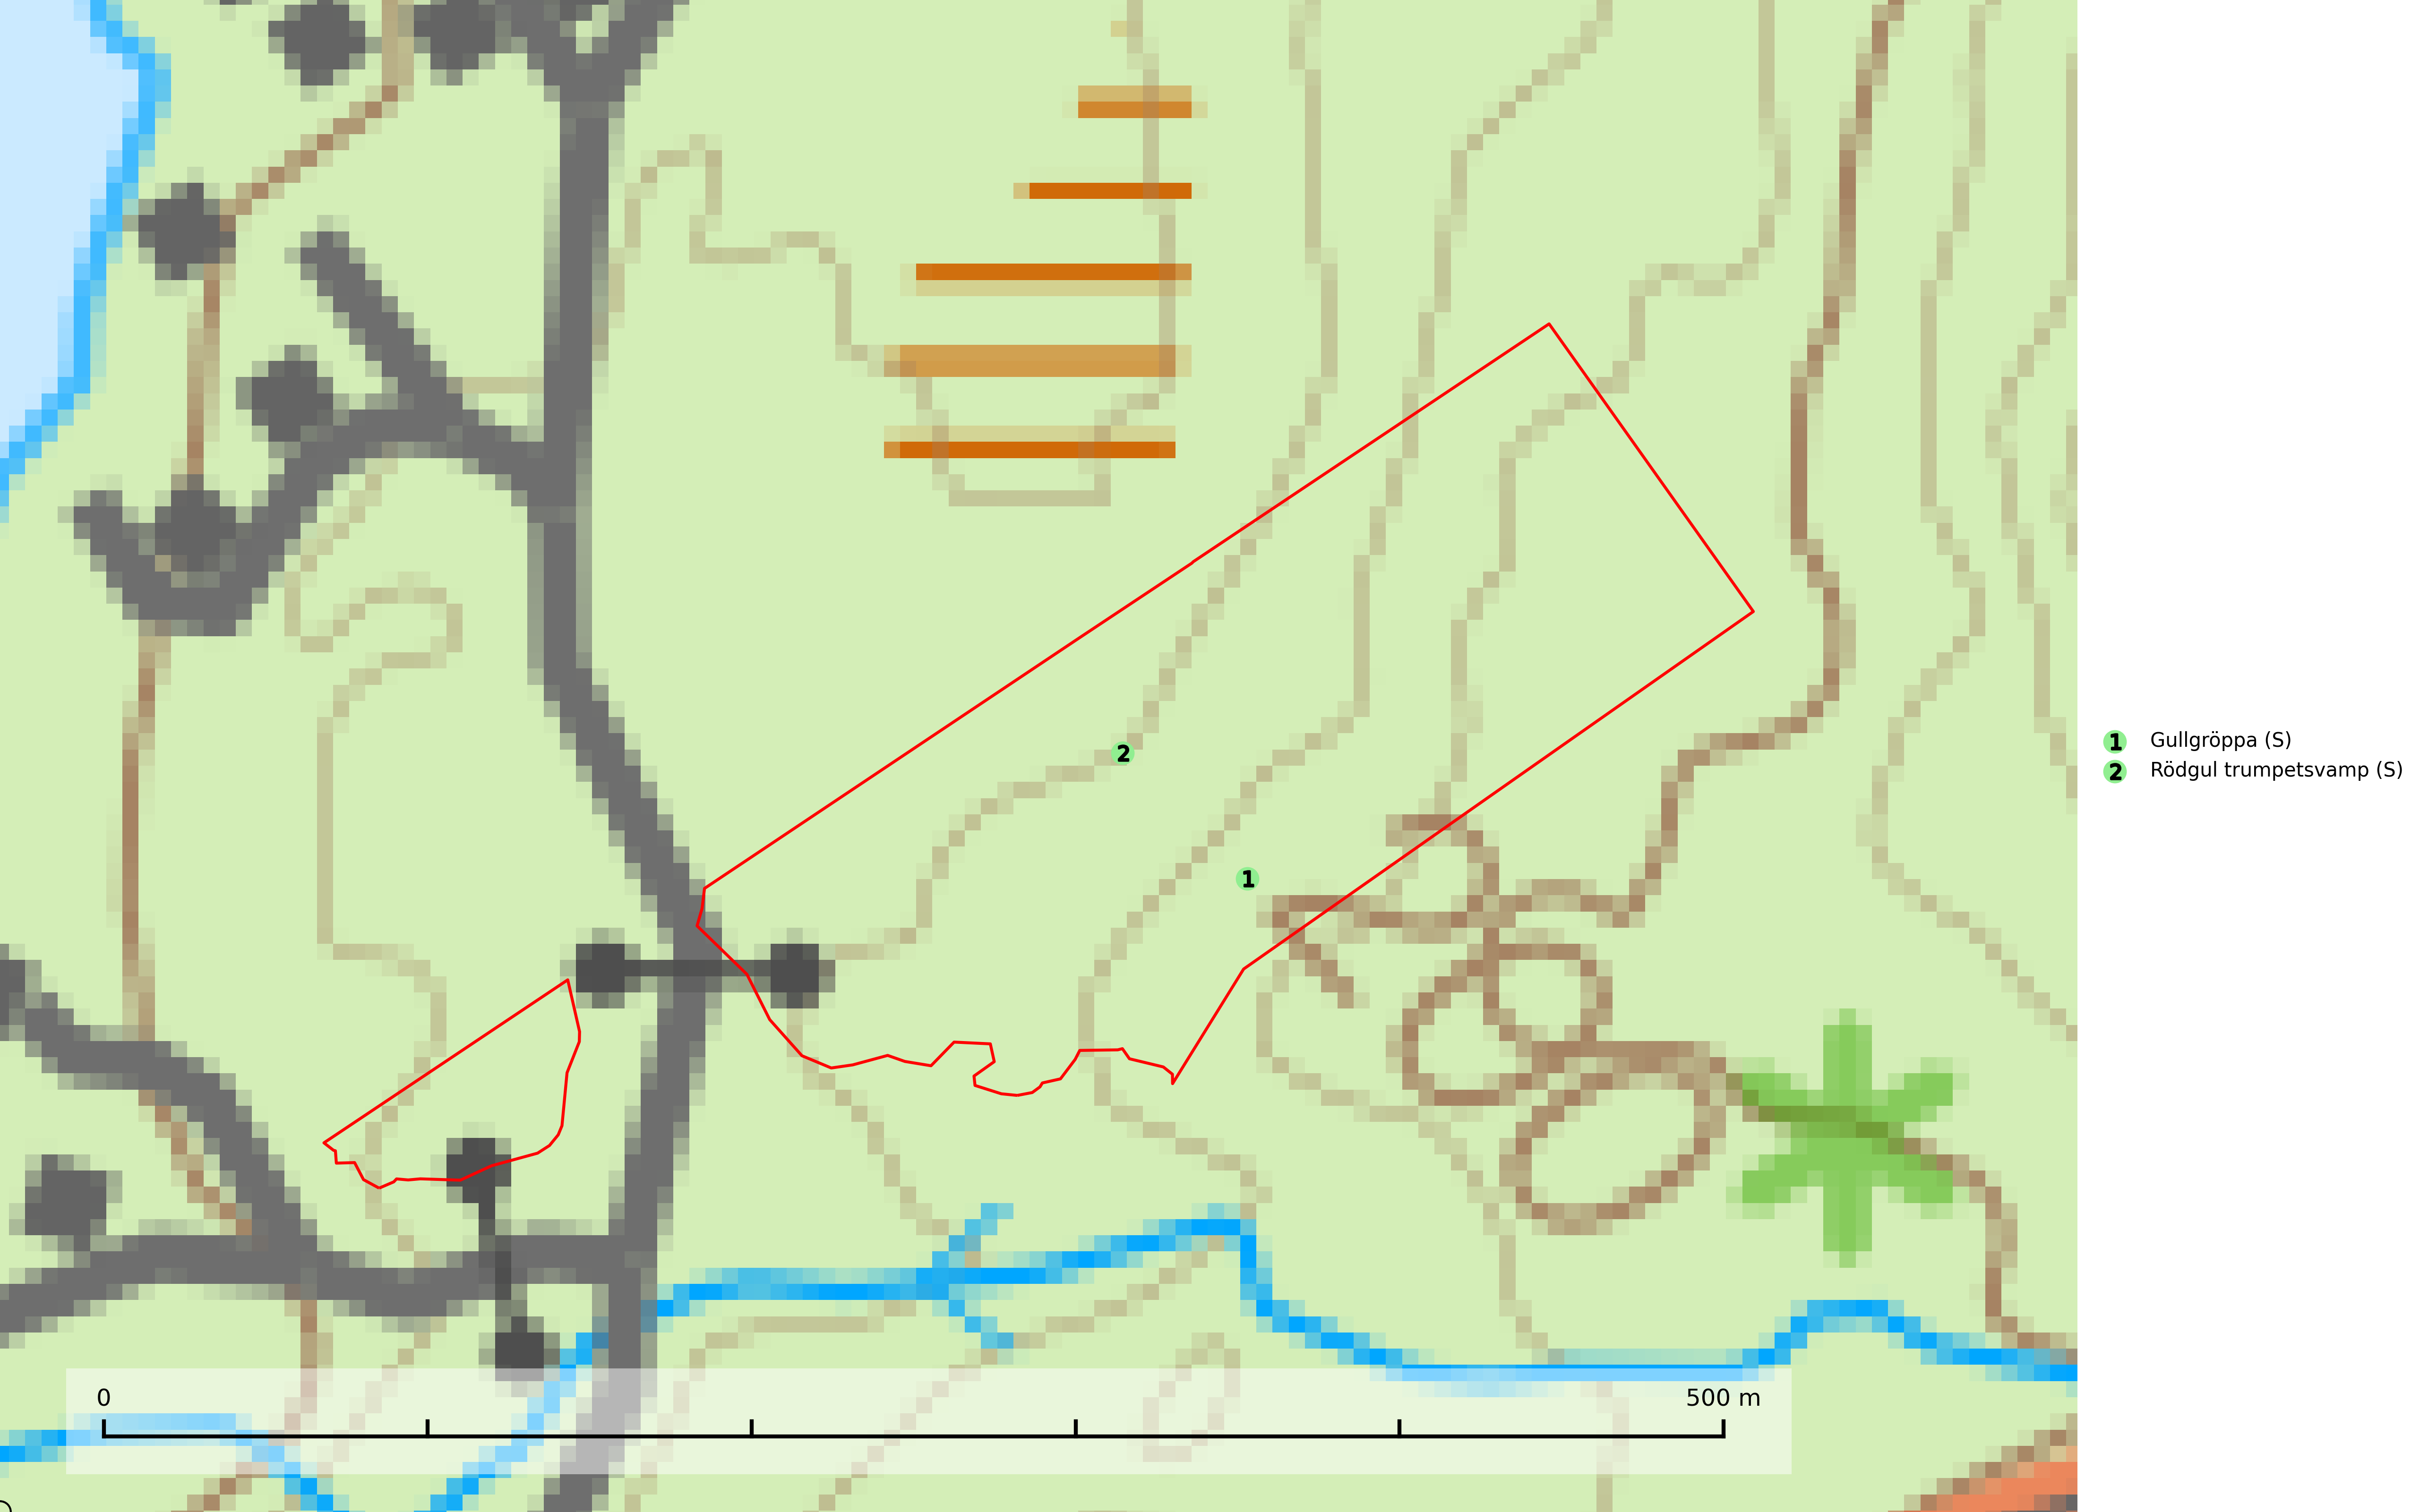 2
1
1 Gullgröppa (S)
2 Rödgul trumpetsvamp (S)
0 500 m